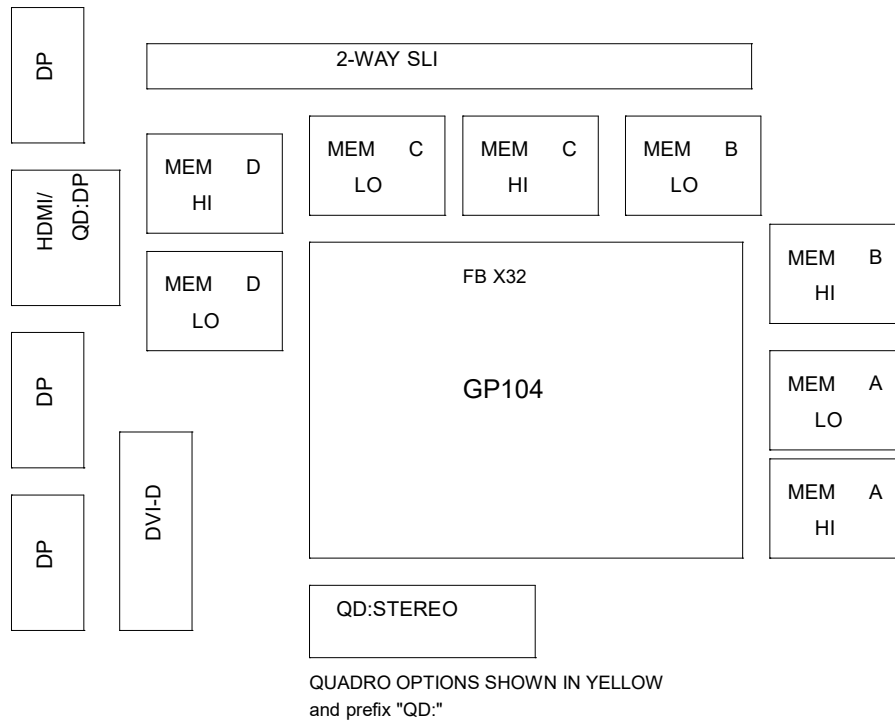 DP
2-WAY SLI
HDMI/
QD:DP
MEM D
HI
MEM C
LO
MEM C
HI
MEM B
LO
MEM D
LO
MEM B
HI
FB X32
GP104
DP
MEM A
LO
DVI-D
MEM A
HI
DP
QD:STEREO
QUADRO OPTIONS SHOWN IN YELLOW
and prefix "QD:"